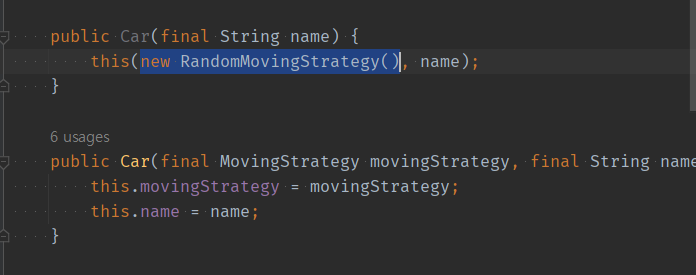 public Car(final String name) {
this(new RandomMovingStrategy(), name);
}
6 usages
public Car(final MovingStrategy movingStrategy, final String name
this.movingStrategy = movingStrategy;
this.name = name;
}